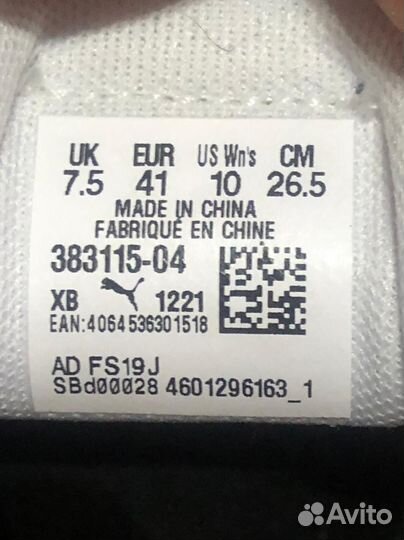 UK EUR US Wn's CM
7.5 41 10 26.5
MADE IN CHINA
FABRIQUÉ EN CHINE
383115-04
XB 1221
EAN:4064536301518
AD FS19J
SBd00028 4601296163_1
Avito